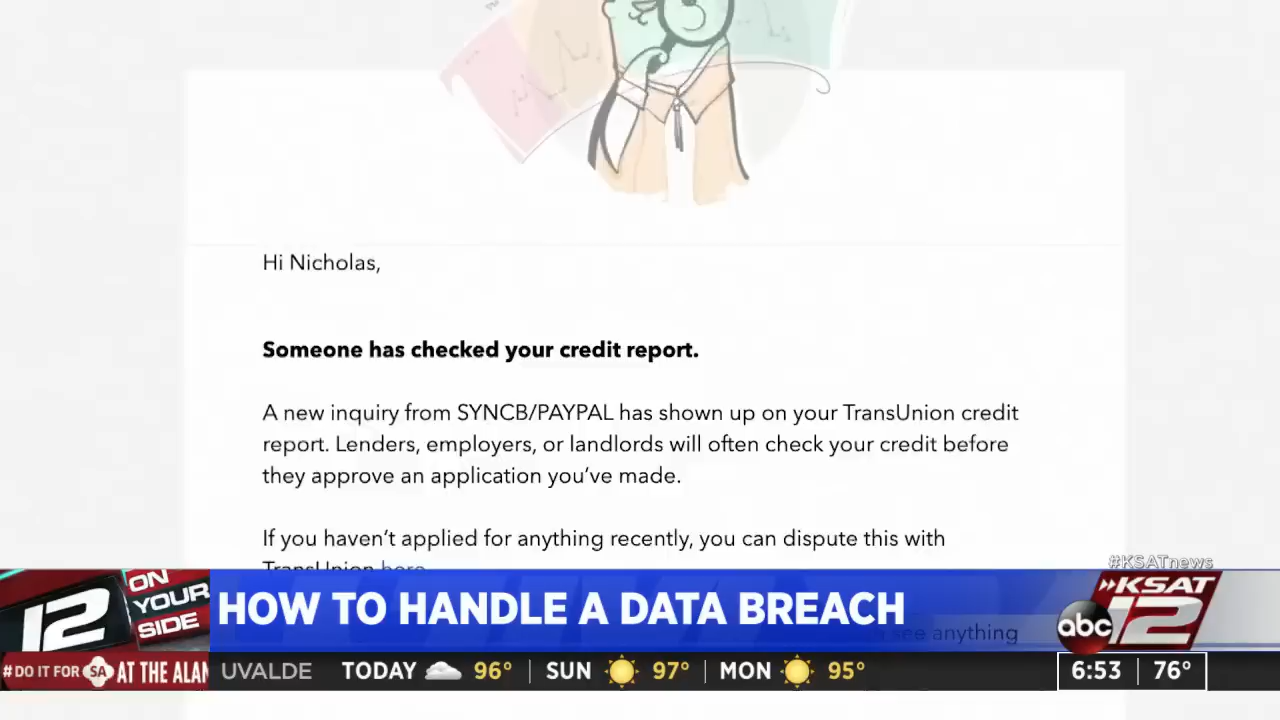 Hi Nicholas,
Someone has checked your credit report.
A new inquiry from SYNCB/PAYPAL has shown up on your TransUnion credit
report. Lenders, employers, or landlords will often check your credit before
they approve an application you've made.
If you haven't applied for anything recently, you can dispute this with
TransUnion here
#KSATnews
12 ON YOUR SIDE
HOW TO HANDLE A DATA BREACH
see anything
abc KSAT 12
#DO IT FOR SA AT THE ALAN
UVALDE TODAY 96° SUN 97° MON 95°
6:53 76°